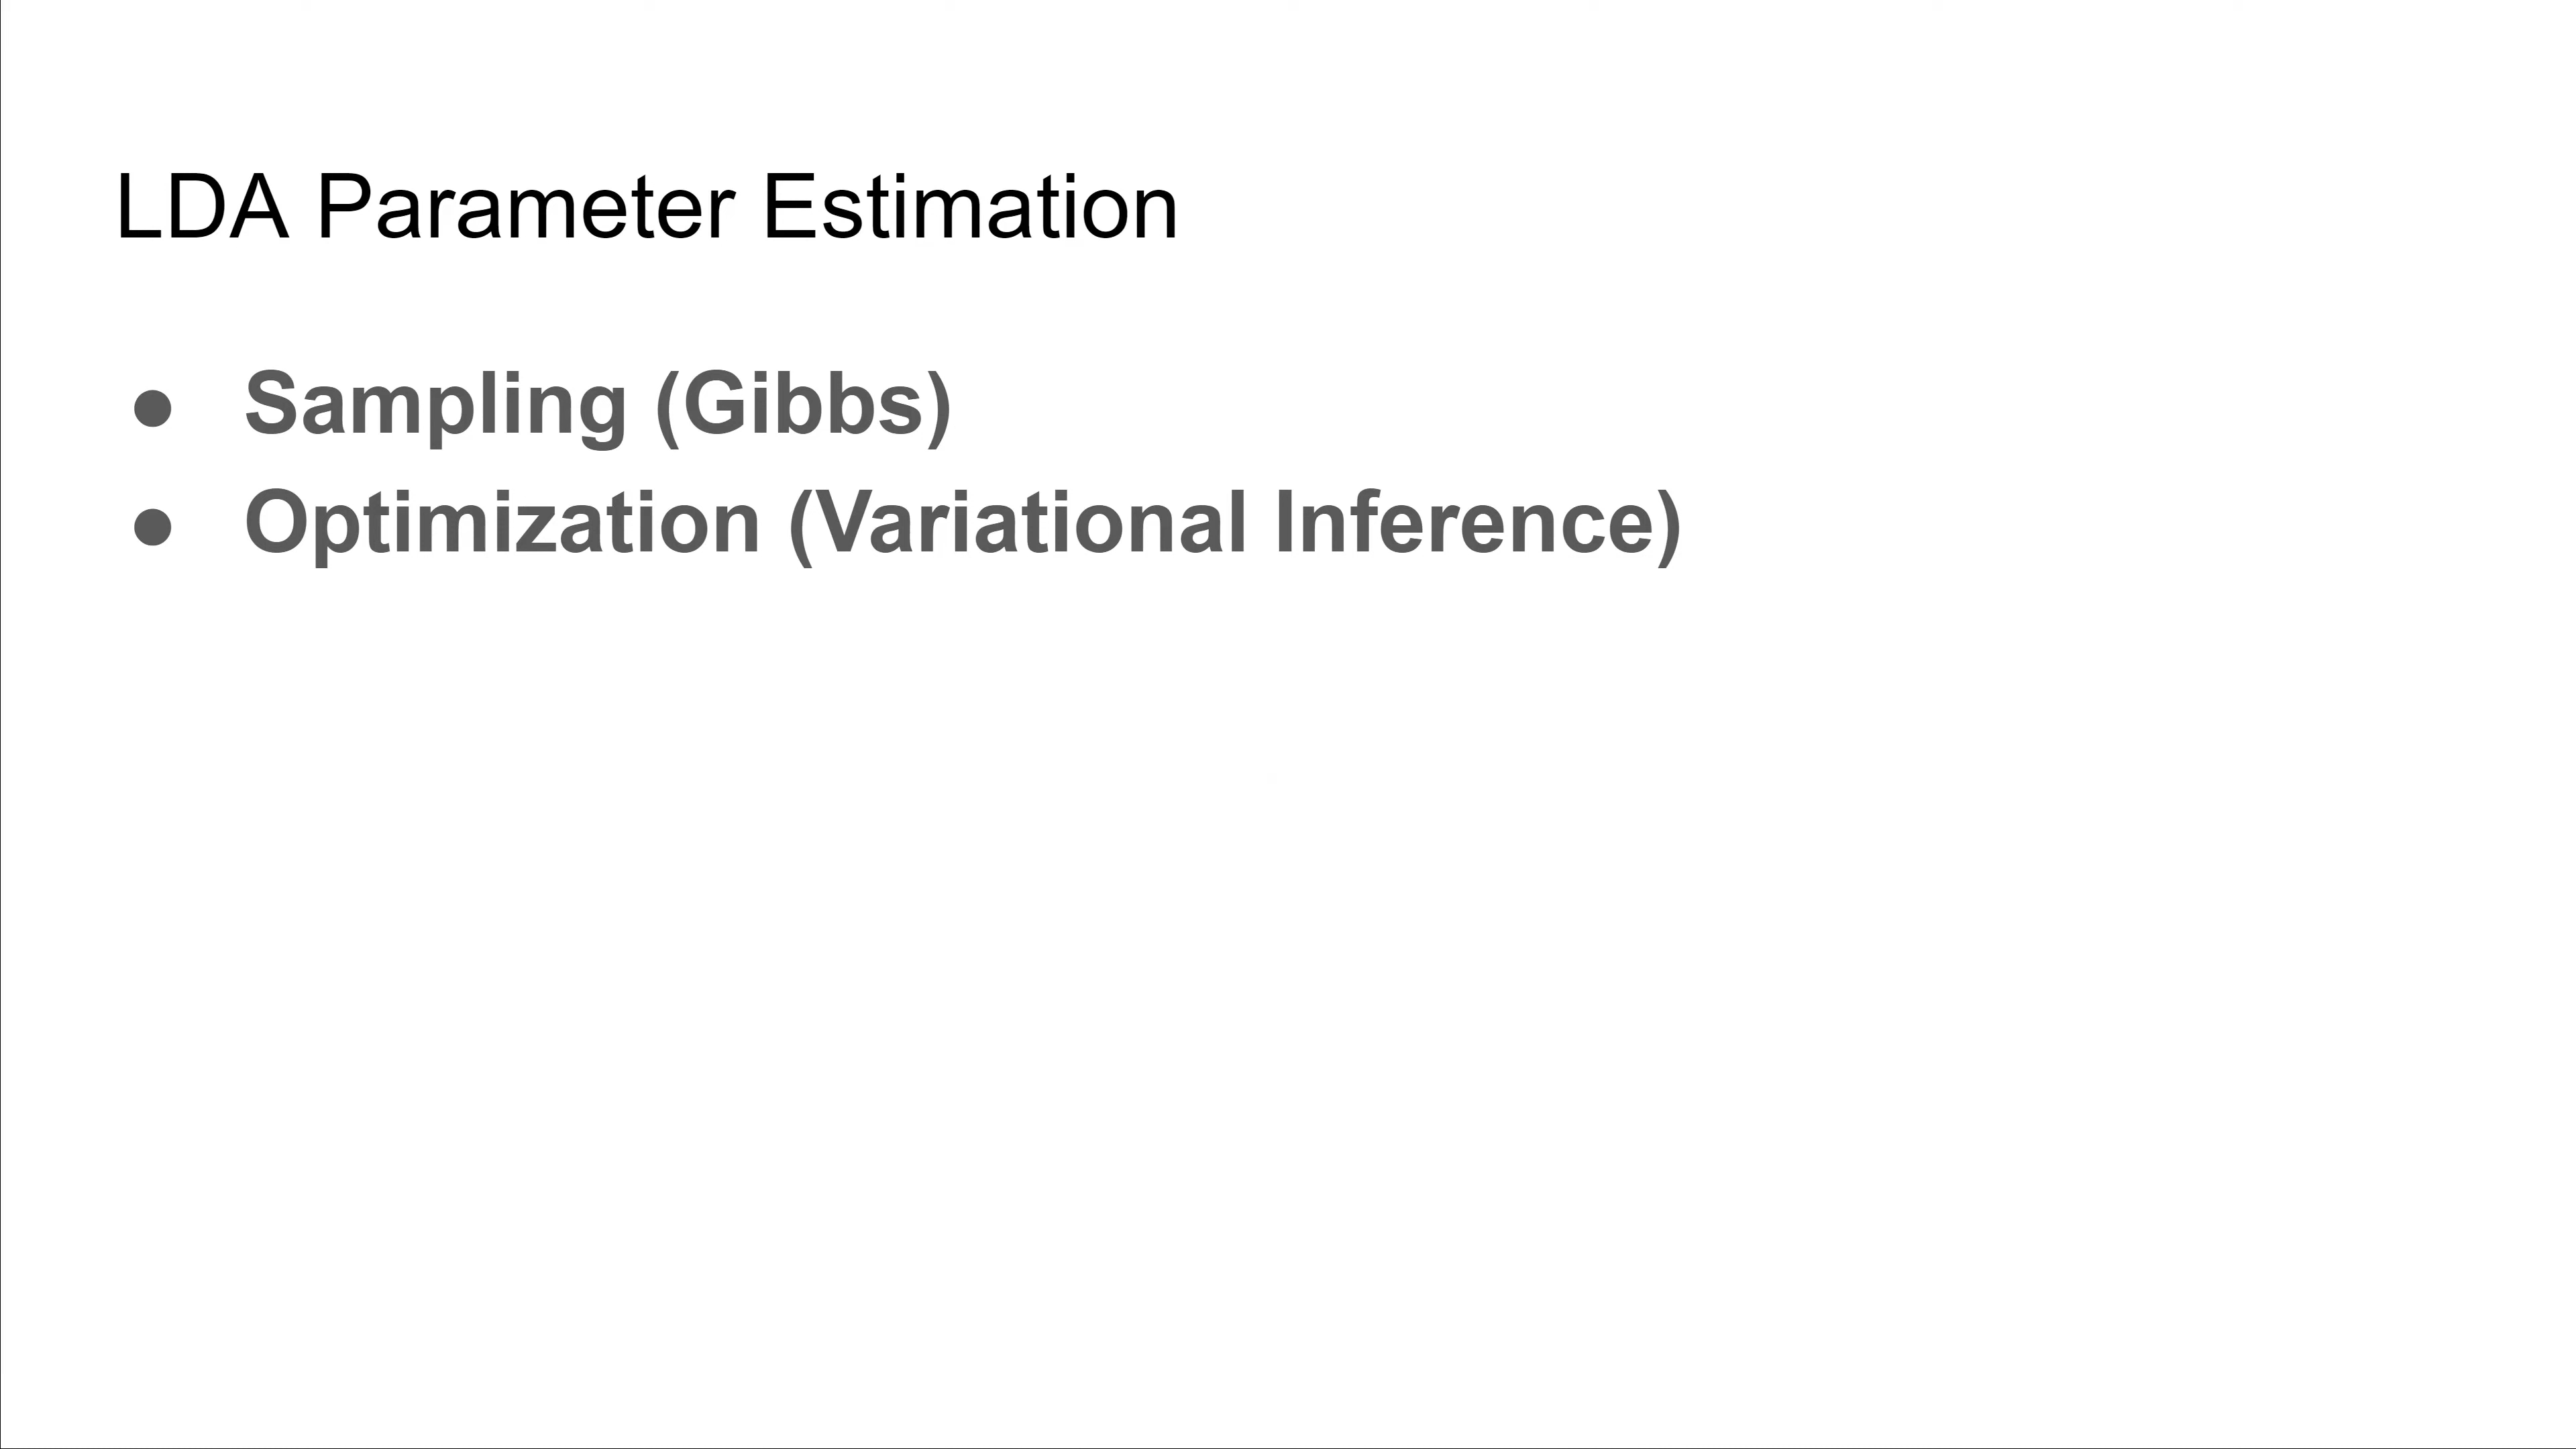 LDA Parameter Estimation
● Sampling (Gibbs)
● Optimization (Variational Inference)